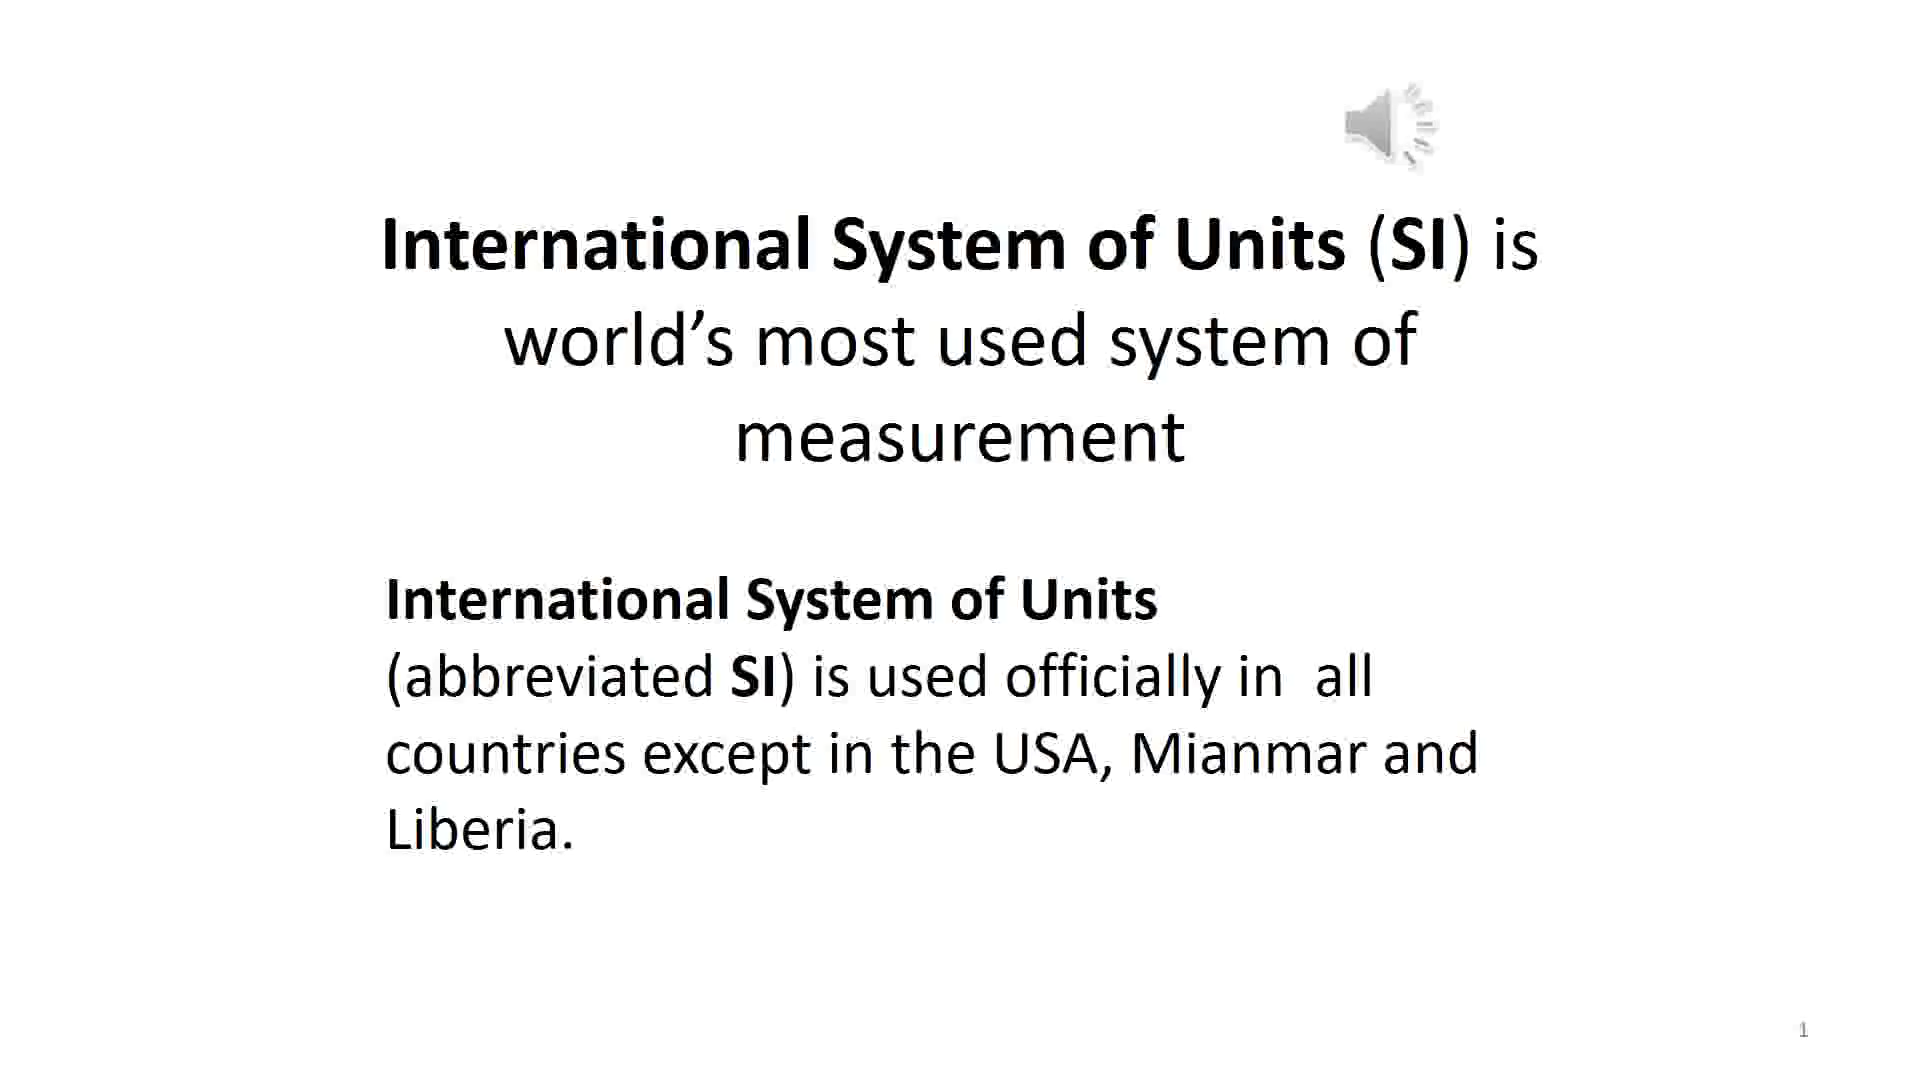 International System of Units (SI) is
world’s most used system of
measurement
International System of Units
(abbreviated SI) is used officially in  all
countries except in the USA, Mianmar and
Liberia.
1